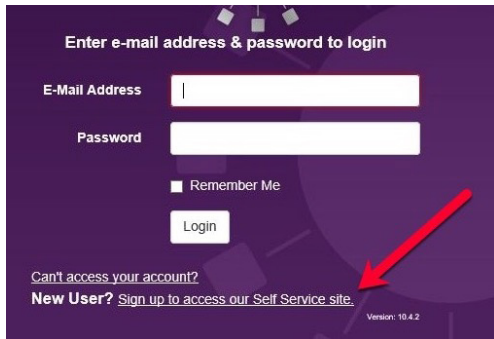 Enter e-mail address & password to login
E-Mail Address
Password
Remember Me
Login
Can't access your account?
New User? Sign up to access our Self Service site.
Version: 10.4.2